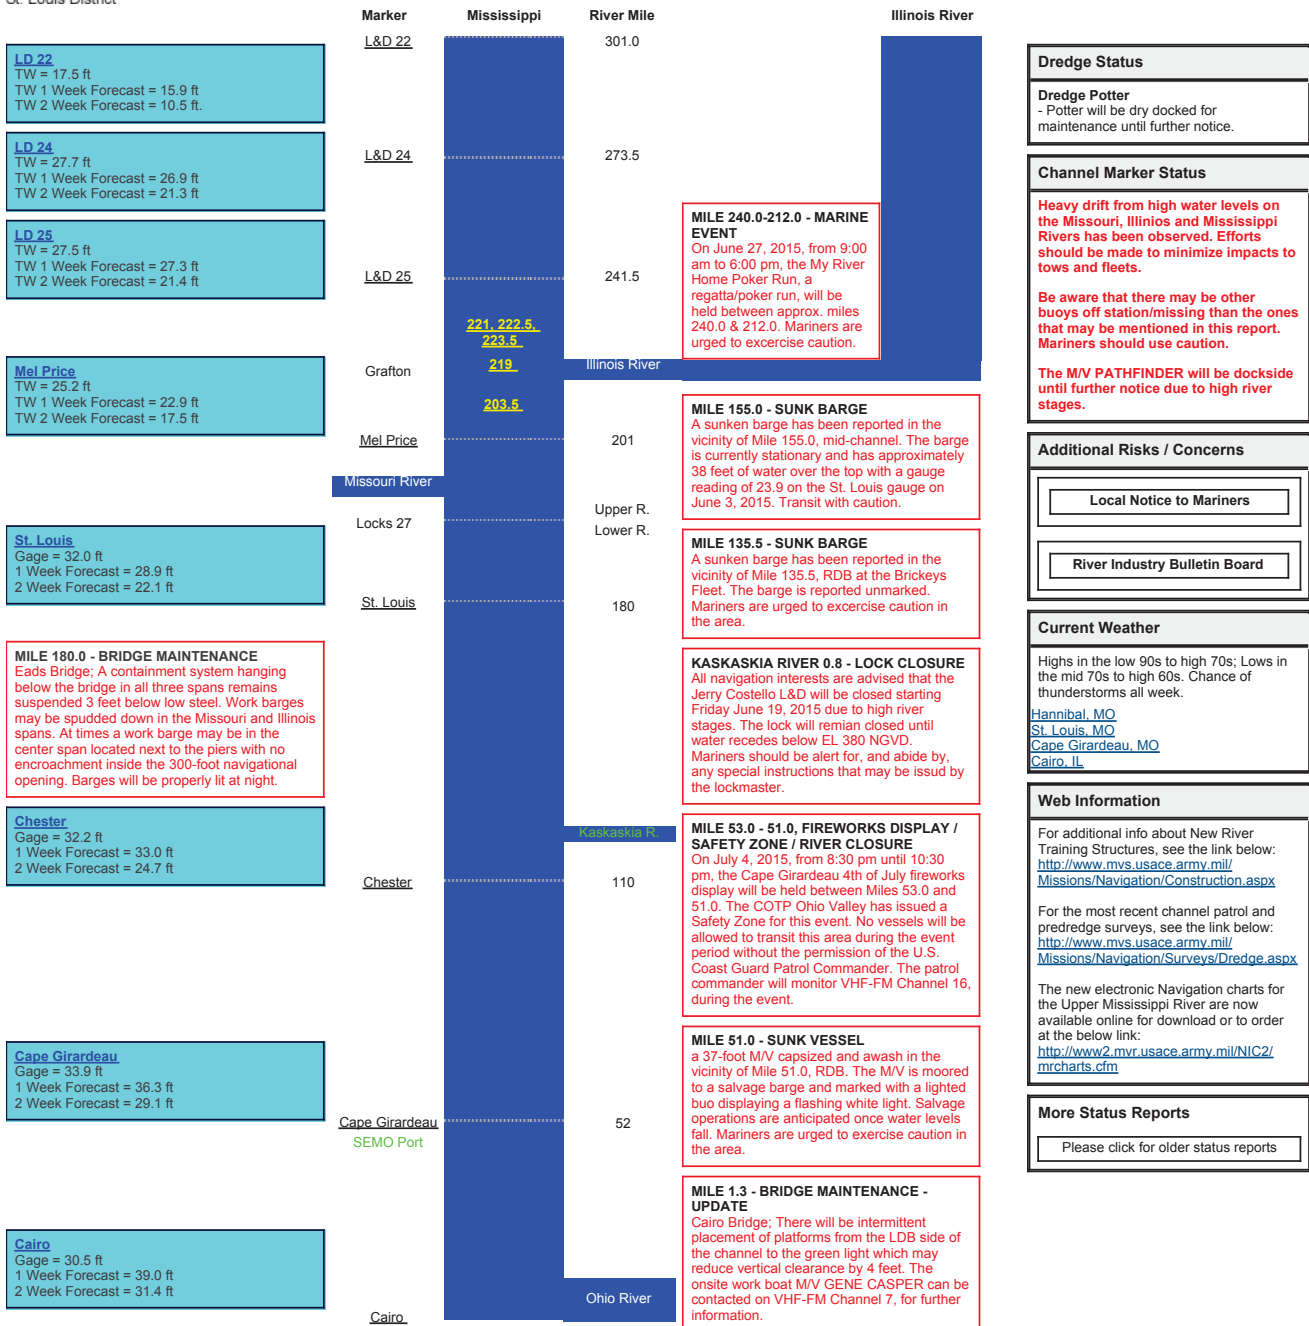 St. Louis District
Marker
Mississippi
River Mile
Illinois River
L&D 22
301.0
LD 22
TW = 17.5 ft
TW 1 Week Forecast = 15.9 ft
TW 2 Week Forecast = 10.5 ft.
LD 24
TW = 27.7 ft
TW 1 Week Forecast = 26.9 ft
TW 2 Week Forecast = 21.3 ft
L&D 24
273.5
LD 25
TW = 27.5 ft
TW 1 Week Forecast = 27.3 ft
TW 2 Week Forecast = 21.4 ft
L&D 25
241.5
221, 222.5,
223.5
219
203.5
Mel Price
TW = 25.2 ft
TW 1 Week Forecast = 22.9 ft
TW 2 Week Forecast = 17.5 ft
Grafton
Illinois River
Mel Price
201
Missouri River
Locks 27
Upper R.
Lower R.
St. Louis
Gage = 32.0 ft
1 Week Forecast = 28.9 ft
2 Week Forecast = 22.1 ft
St. Louis
180
MILE 180.0 - BRIDGE MAINTENANCE
Eads Bridge; A containment system hanging
below the bridge in all three spans remains
suspended 3 feet below low steel. Work barges
may be spudded down in the Missouri and Illinois
spans. At times a work barge may be in the
center span located next to the piers with no
encroachment inside the 300-foot navigational
opening. Barges will be properly lit at night.
Chester
Gage = 32.2 ft
1 Week Forecast = 33.0 ft
2 Week Forecast = 24.7 ft
Kaskaskia R.
Chester
110
Cape Girardeau
Gage = 33.9 ft
1 Week Forecast = 36.3 ft
2 Week Forecast = 29.1 ft
Cape Girardeau
SEMO Port
52
Cairo
Gage = 30.5 ft
1 Week Forecast = 39.0 ft
2 Week Forecast = 31.4 ft
Ohio River
Cairo
MILE 240.0-212.0 - MARINE
EVENT
On June 27, 2015, from 9:00
am to 6:00 pm, the My River
Home Poker Run, a
regatta/poker run, will be
held between approx. miles
240.0 & 212.0. Mariners are
urged to excercise caution.
MILE 155.0 - SUNK BARGE
A sunken barge has been reported in the
vicinity of Mile 155.0, mid-channel. The barge
is currently stationary and has approximately
38 feet of water over the top with a gauge
reading of 23.9 on the St. Louis gauge on
June 3, 2015. Transit with caution.
MILE 135.5 - SUNK BARGE
A sunken barge has been reported in the
vicinity of Mile 135.5, RDB at the Brickeys
Fleet. The barge is reported unmarked.
Mariners are urged to excercise caution in
the area.
KASKASKIA RIVER 0.8 - LOCK CLOSURE
All navigation interests are advised that the
Jerry Costello L&D will be closed starting
Friday June 19, 2015 due to high river
stages. The lock will remian closed until
water recedes below EL 380 NGVD.
Mariners should be alert for, and abide by,
any special instructions that may be issud by
the lockmaster.
MILE 53.0 - 51.0, FIREWORKS DISPLAY /
SAFETY ZONE / RIVER CLOSURE
On July 4, 2015, from 8:30 pm until 10:30
pm, the Cape Girardeau 4th of July fireworks
display will be held between Miles 53.0 and
51.0. The COTP Ohio Valley has issued a
Safety Zone for this event. No vessels will be
allowed to transit this area during the event
period without the permission of the U.S.
Coast Guard Patrol Commander. The patrol
commander will monitor VHF-FM Channel 16,
during the event.
MILE 51.0 - SUNK VESSEL
a 37-foot M/V capsized and awash in the
vicinity of Mile 51.0, RDB. The M/V is moored
to a salvage barge and marked with a lighted
buo displaying a flashing white light. Salvage
operations are anticipated once water levels
fall. Mariners are urged to exercise caution in
the area.
MILE 1.3 - BRIDGE MAINTENANCE -
UPDATE
Cairo Bridge; There will be intermittent
placement of platforms from the LDB side of
the channel to the green light which may
reduce vertical clearance by 4 feet. The
onsite work boat M/V GENE CASPER can be
contacted on VHF-FM Channel 7, for further
information.
Dredge Status
Dredge Potter
- Potter will be dry docked for
maintenance until further notice.
Channel Marker Status
Heavy drift from high water levels on
the Missouri, Illinios and Mississippi
Rivers has been observed. Efforts
should be made to minimize impacts to
tows and fleets.
Be aware that there may be other
buoys off station/missing than the ones
that may be mentioned in this report.
Mariners should use caution.
The M/V PATHFINDER will be dockside
until further notice due to high river
stages.
Additional Risks / Concerns
Local Notice to Mariners
River Industry Bulletin Board
Current Weather
Highs in the low 90s to high 70s; Lows in
the mid 70s to high 60s. Chance of
thunderstorms all week.
Hannibal, MO
St. Louis, MO
Cape Girardeau, MO
Cairo, IL
Web Information
For additional info about New River
Training Structures, see the link below:
http://www.mvs.usace.army.mil/
Missions/Navigation/Construction.aspx
For the most recent channel patrol and
predredge surveys, see the link below:
http://www.mvs.usace.army.mil/
Missions/Navigation/Surveys/Dredge.aspx
The new electronic Navigation charts for
the Upper Mississippi River are now
available online for download or to order
at the below link:
http://www2.mvr.usace.army.mil/NIC2/
mrcharts.cfm
More Status Reports
Please click for older status reports